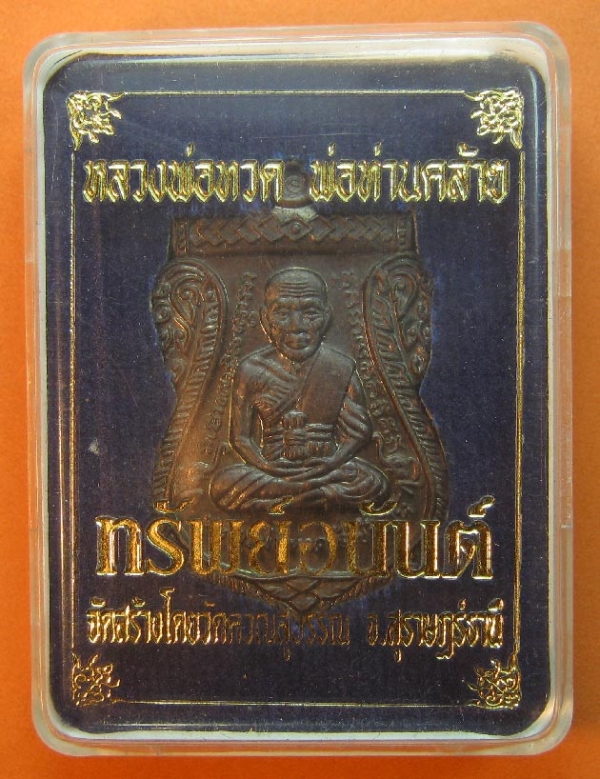 หลวงพ่อทวด พ่อท่านคล้าย
ทรัพย์อนันต์
จัดสร้างโดยวัดควนสุวรรณ จ.สุราษฎร์ธานี